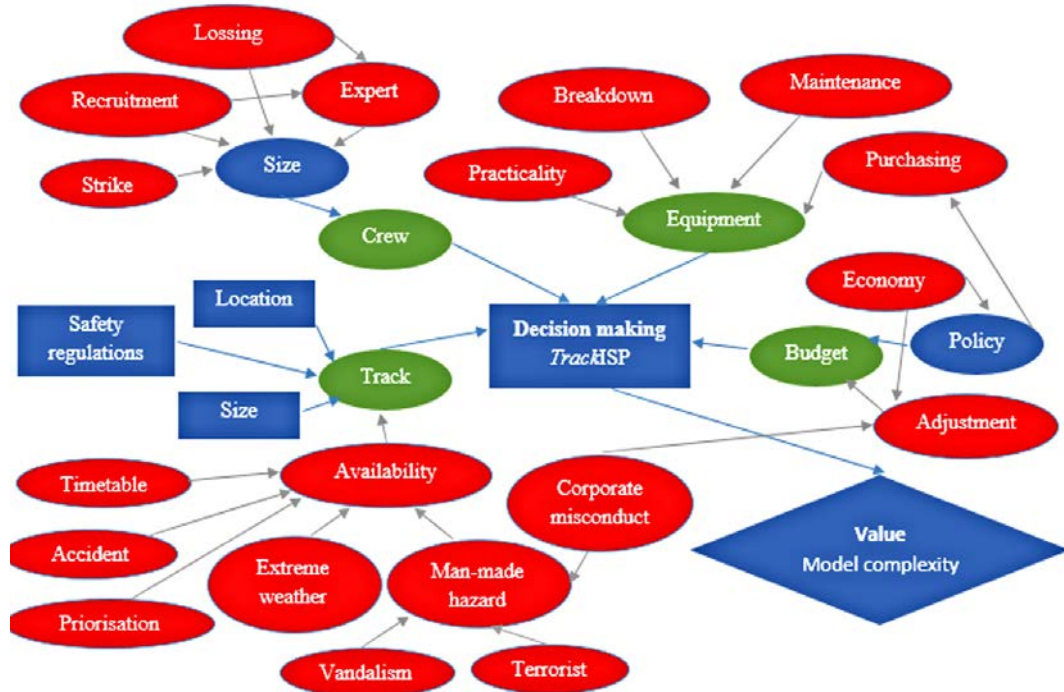 Lossing
Recruitment
Expert
Breakdown
Maintenance
Size
Strike
Practicality
Purchasing
Equipment
Crew
Location
Economy
Safety
regulations
Decision making
TrackISP
Policy
Budget
Track
Size
Adjustment
Availability
Timetable
Corporate
misconduct
Accident
Extreme
weather
Man-made
hazard
Value
Model complexity
Priorisation
Vandalism
Terrorist